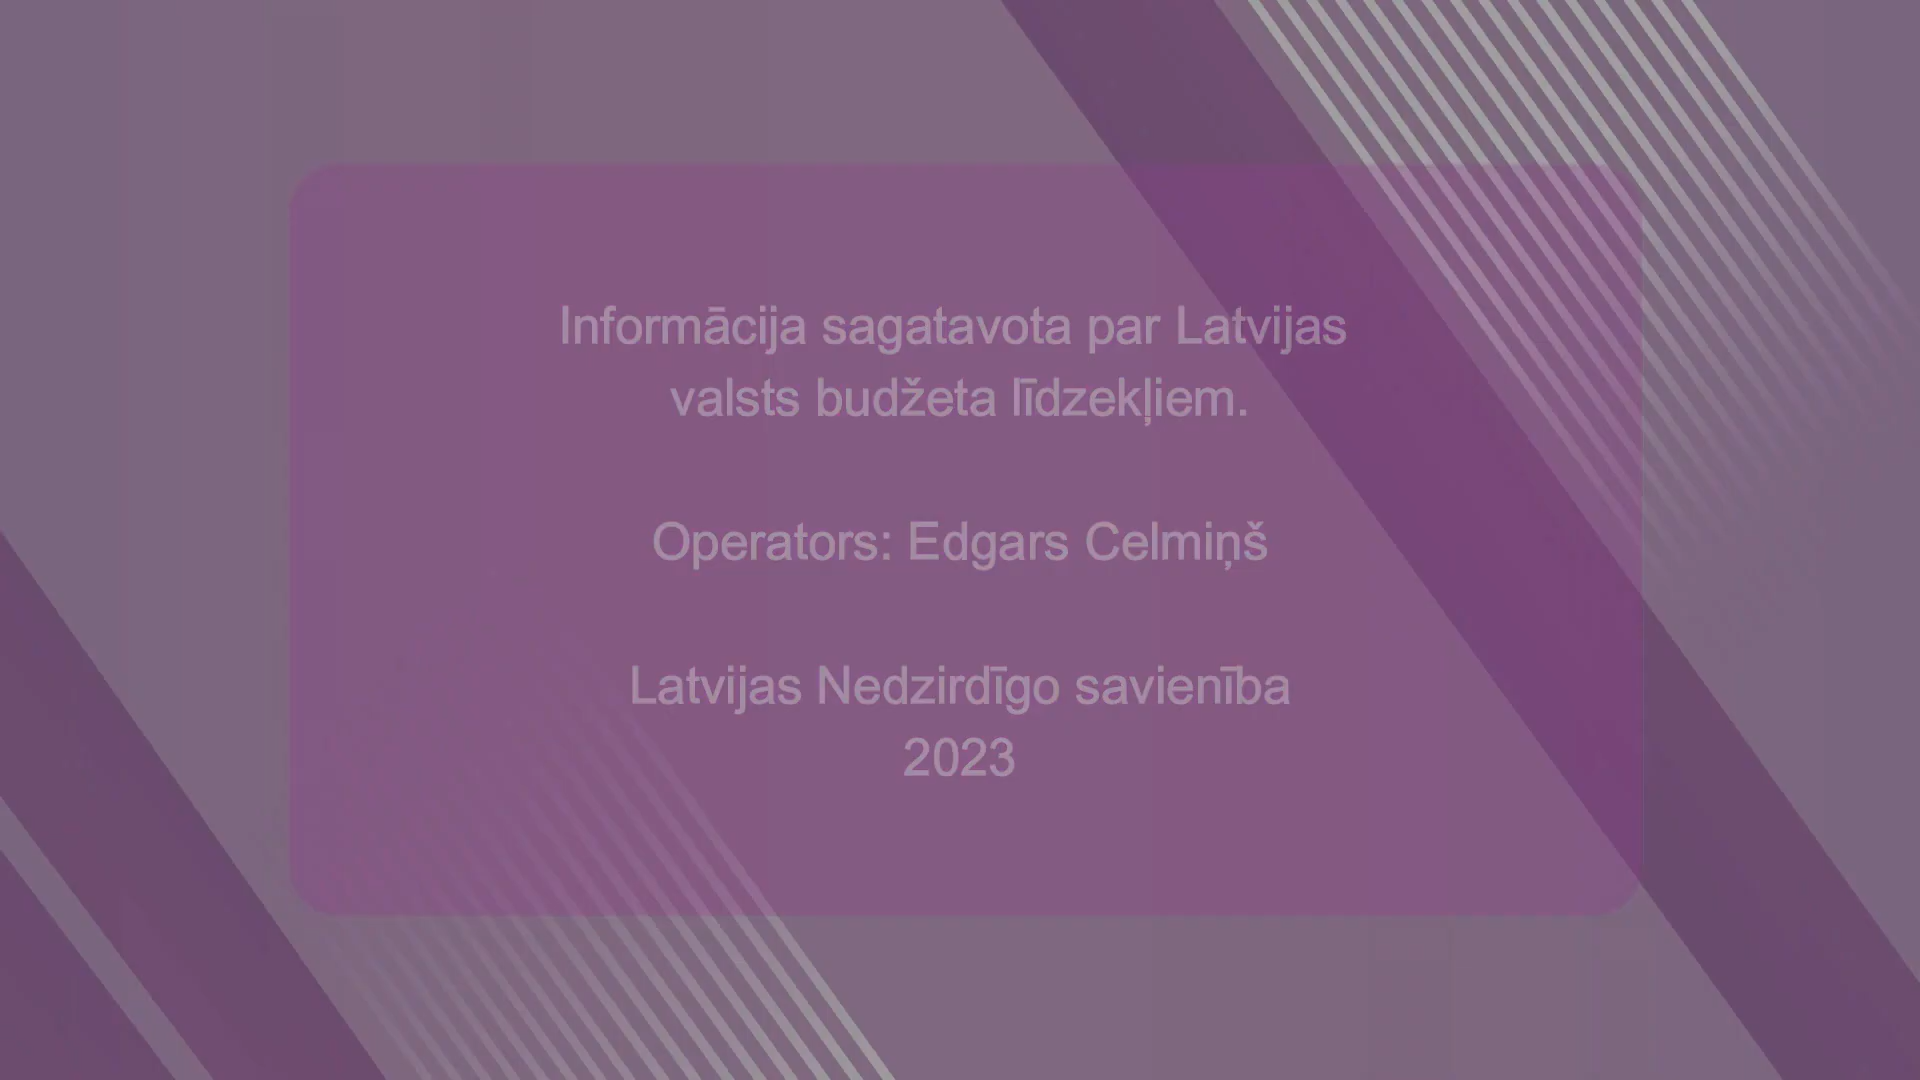 Informācija sagatavota par Latvijas
valsts budžeta līdzekļiem.
Operators: Edgars Celmiņš
Latvijas Nedzirdīgo savienība
2023